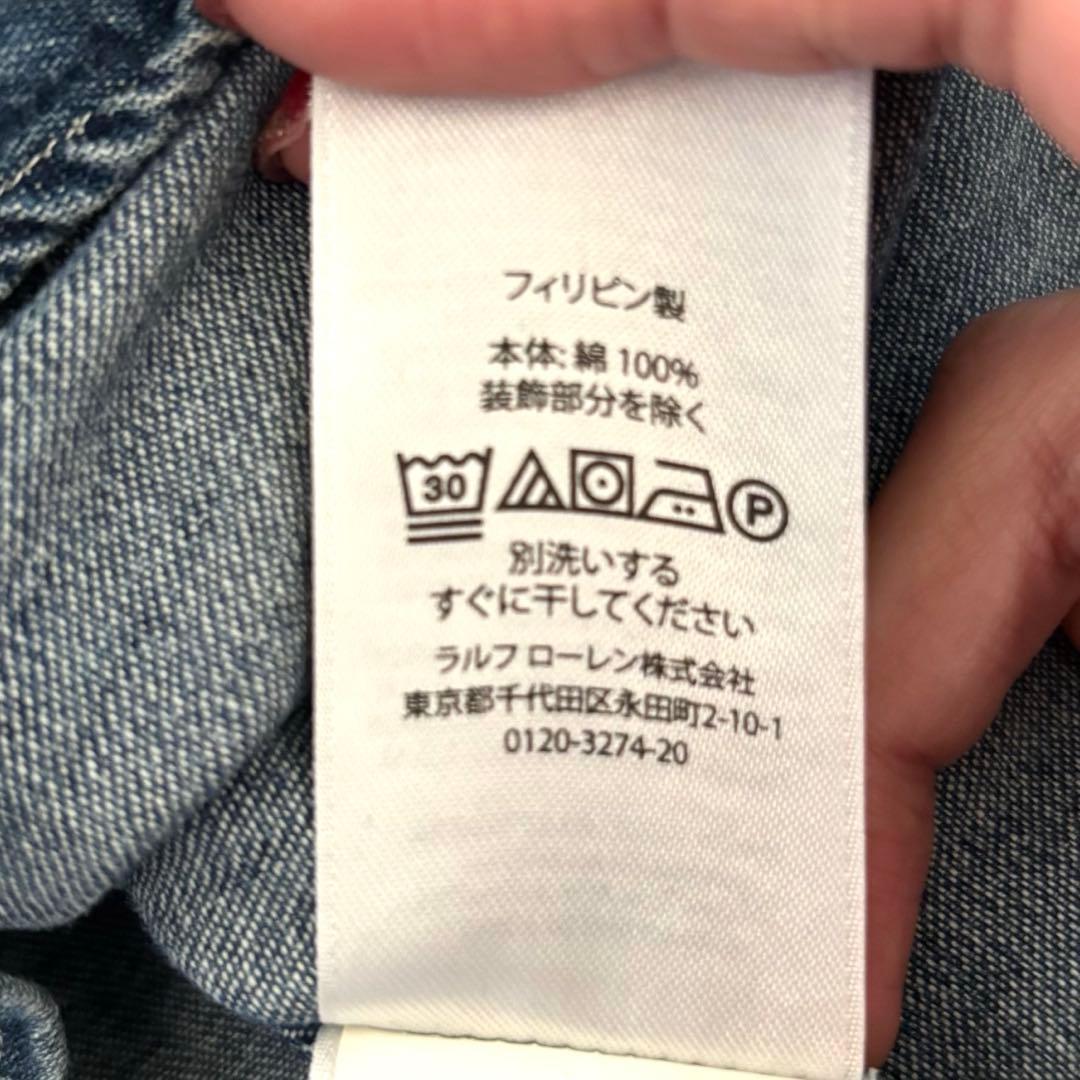 フィリピン製
本体: 綿 100%
装飾部分を除く
30 P
別洗いする
すぐに干してください
ラルフ ローレン株式会社
東京都千代田区永田町2-10-1
0120-3274-20